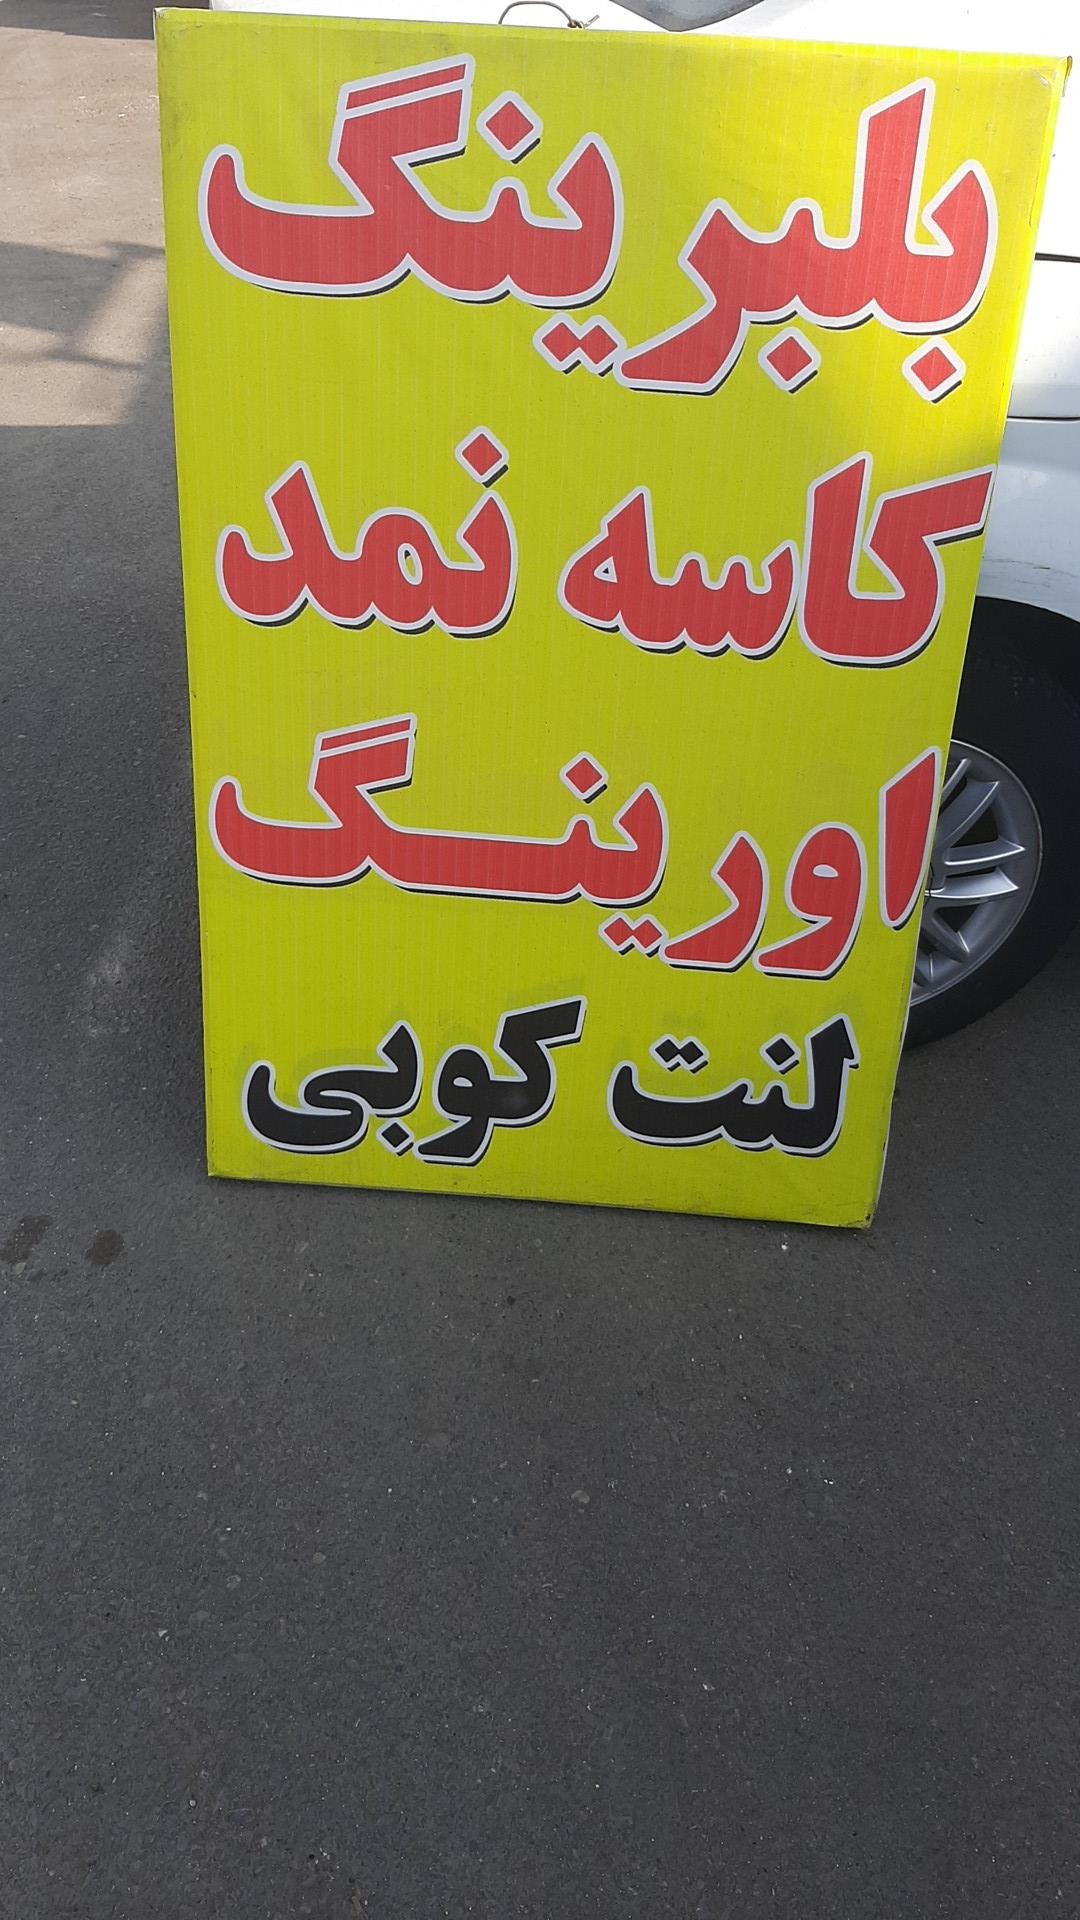 بلبرینگ
کاسه نمد
اورینگ
لنت کوبی